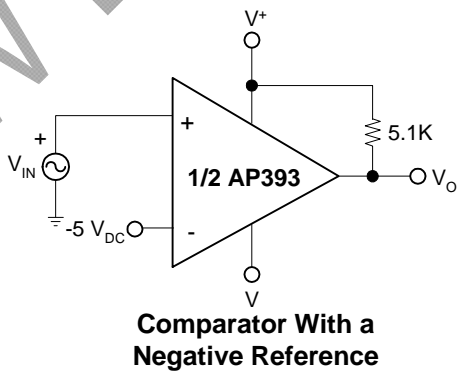 V+
+
5.1K
+
V_IN
1/2 AP393
V_O
-5 V_DC
-
V
Comparator With a
Negative Reference